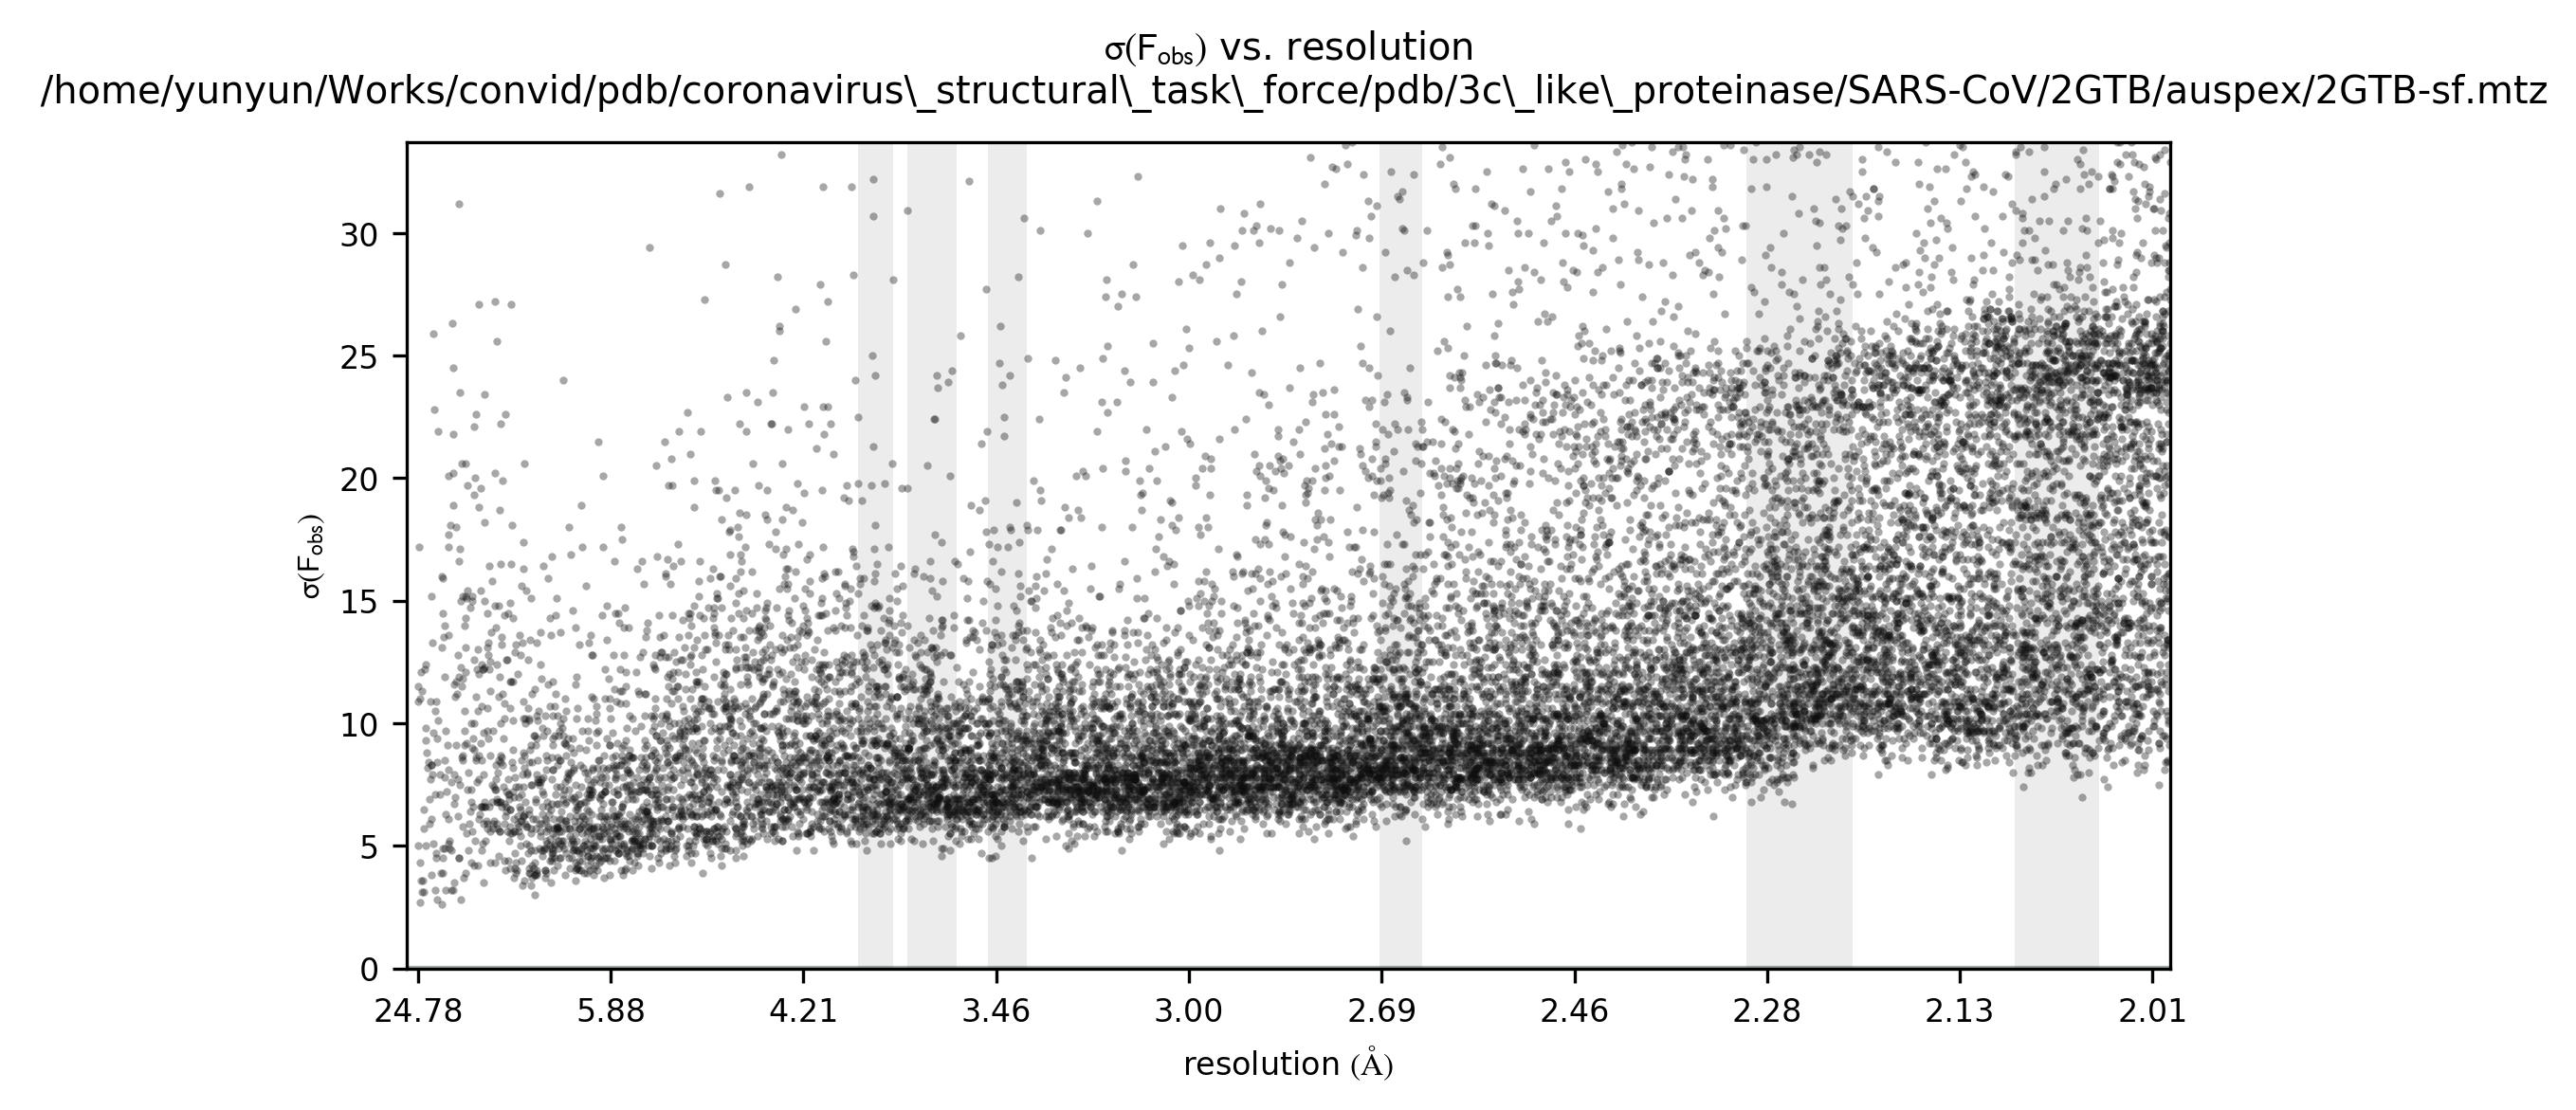 σ(F_obs) vs. resolution
/home/yunyun/Works/convid/pdb/coronavirus\_structural\_task\_force/pdb/3c\_like\_proteinase/SARS-CoV/2GTB/auspex/2GTB-sf.mtz
30
25
20
15
10
5
0
σ(F_obs)
24.78 5.88 4.21 3.46 3.00 2.69 2.46 2.28 2.13 2.01
resolution (Å)